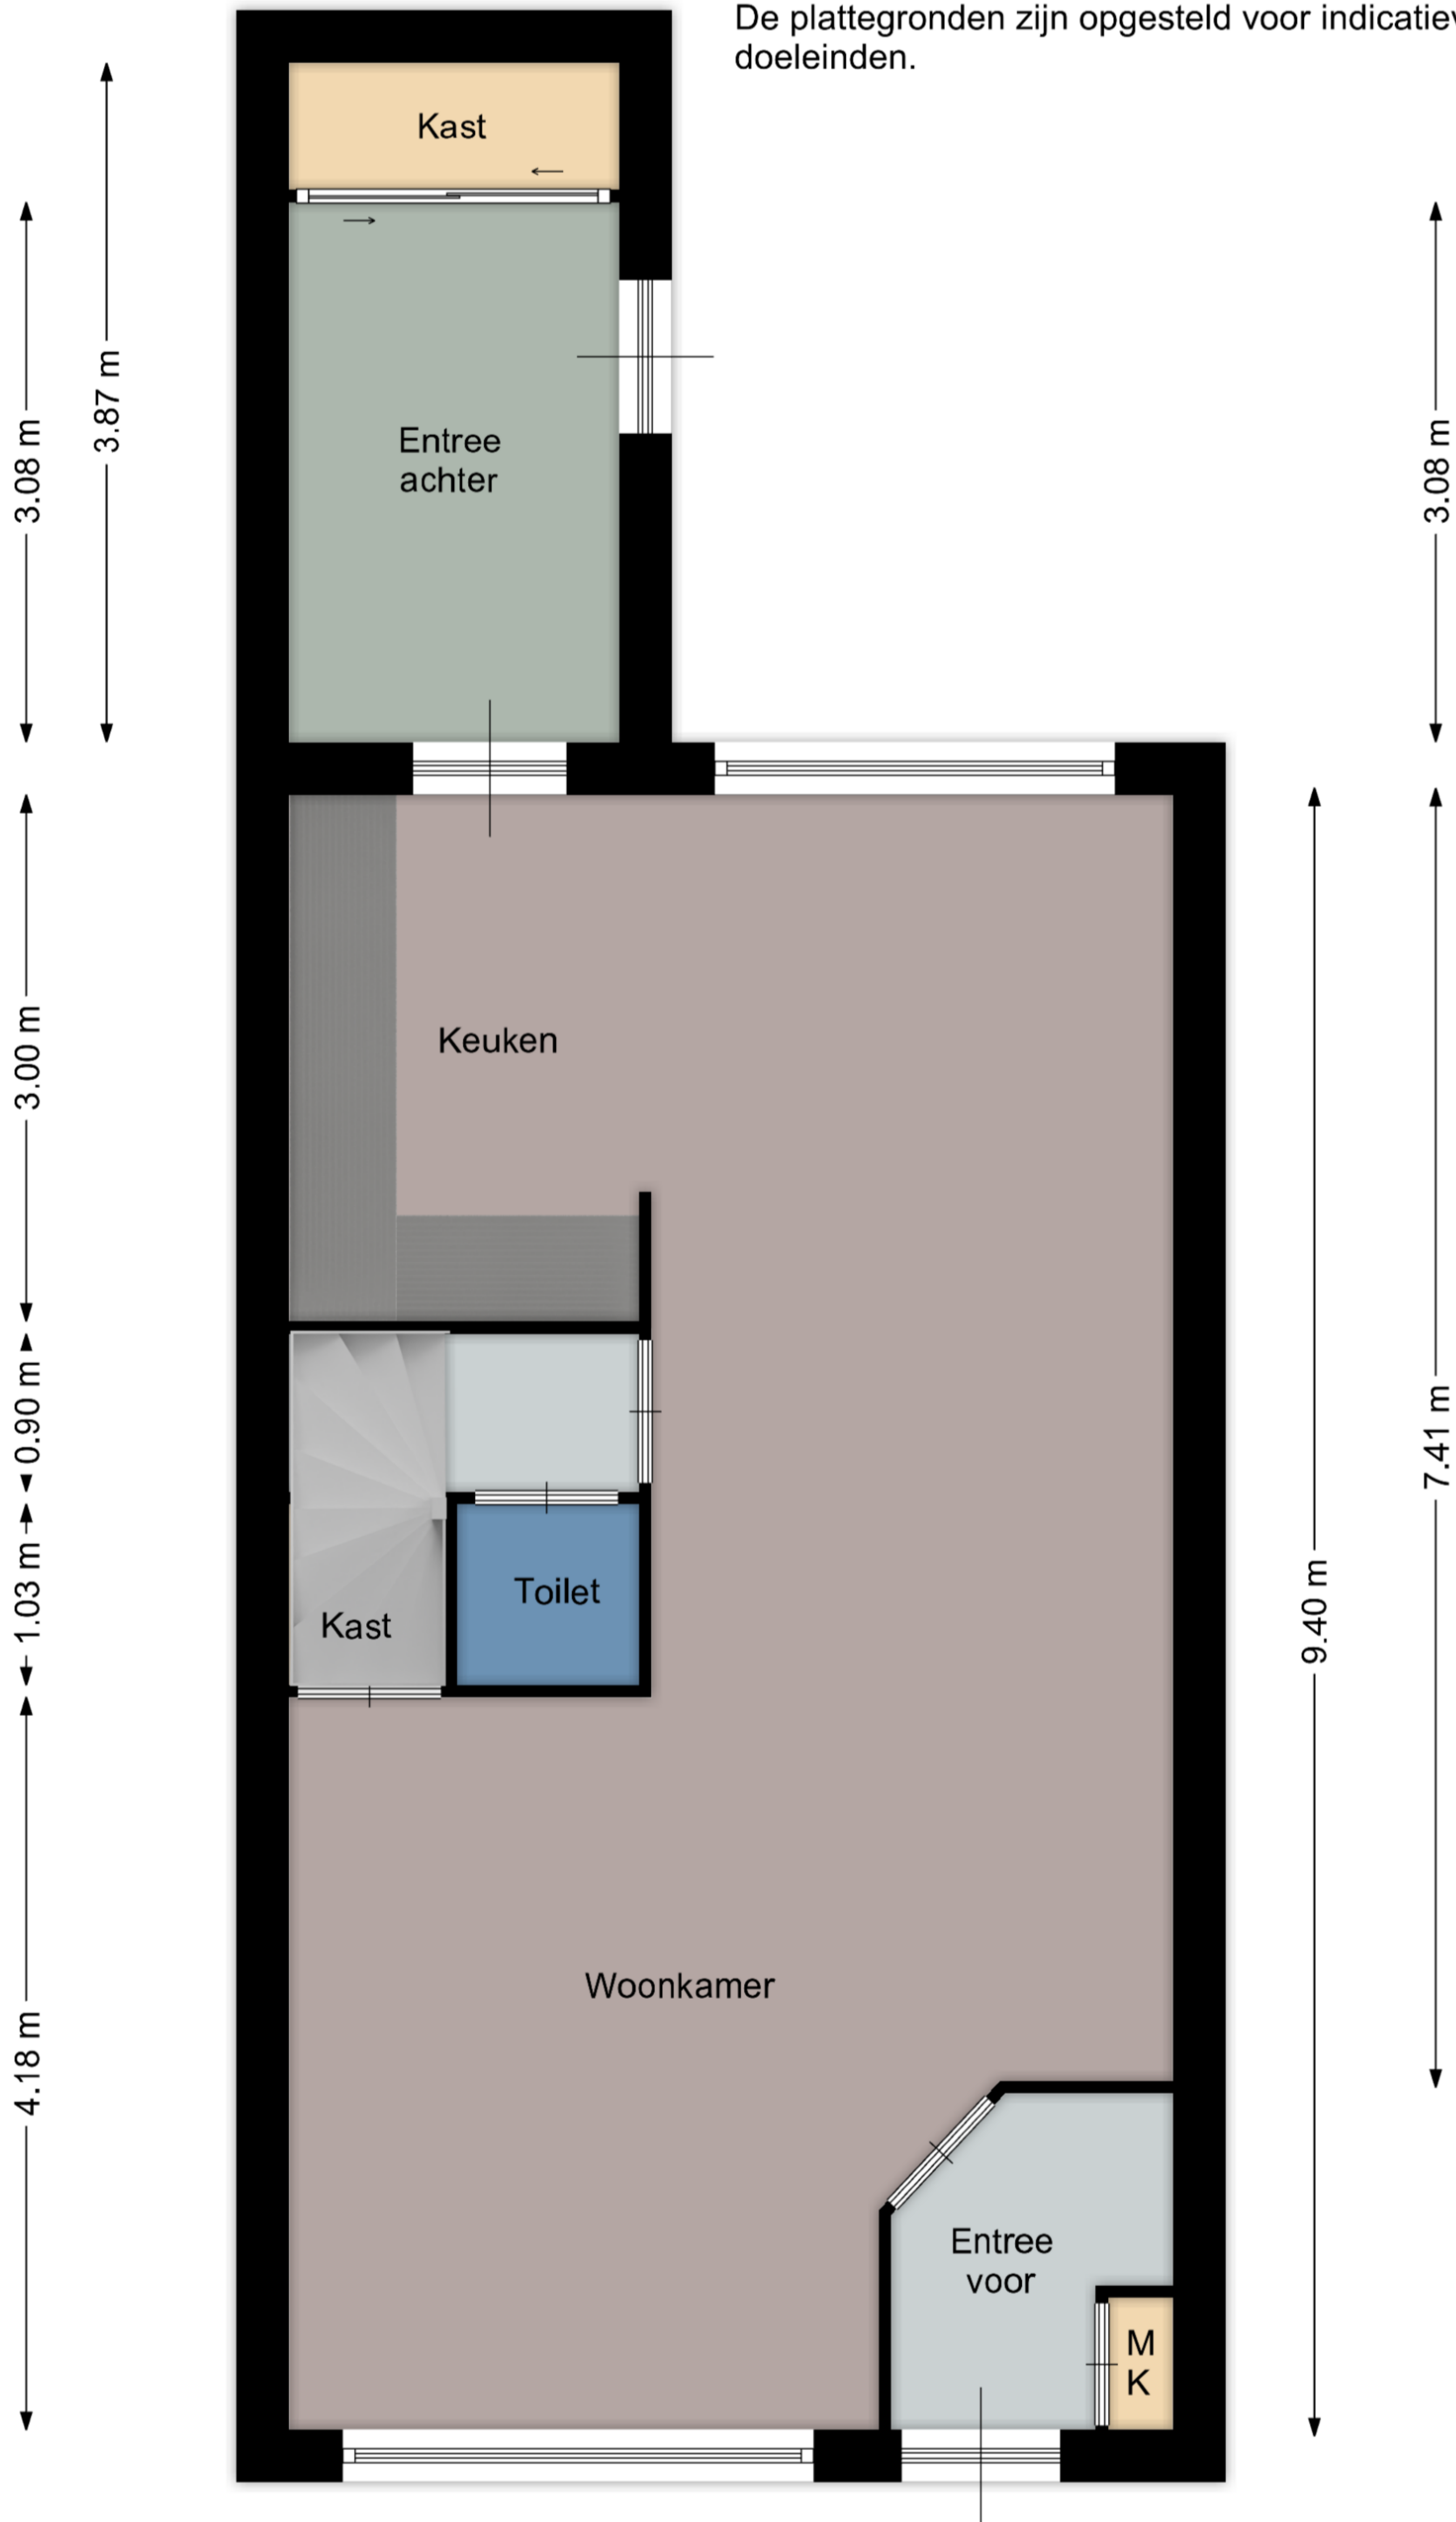 De plattegronden zijn opgesteld voor indicatiev
doeleinden.
Kast
3.87 m
3.08 m
3.08 m
Entree
achter
3.00 m
Keuken
0.90 m
7.41 m
1.03 m
Toilet
Kast
9.40 m
Woonkamer
4.18 m
Entree
voor
M
K